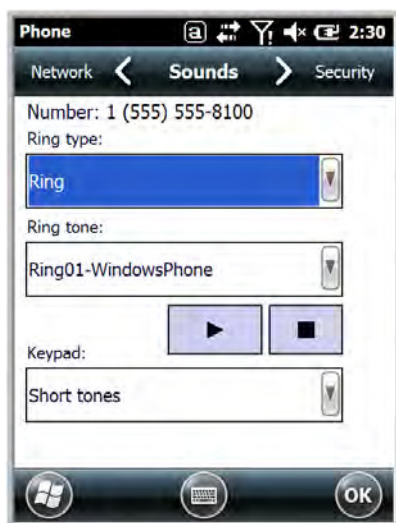 Phone a 2:30
Network Sounds Security
Number: 1 (555) 555-8100
Ring type:
Ring
Ring tone:
Ring01-WindowsPhone
Keypad:
Short tones
OK